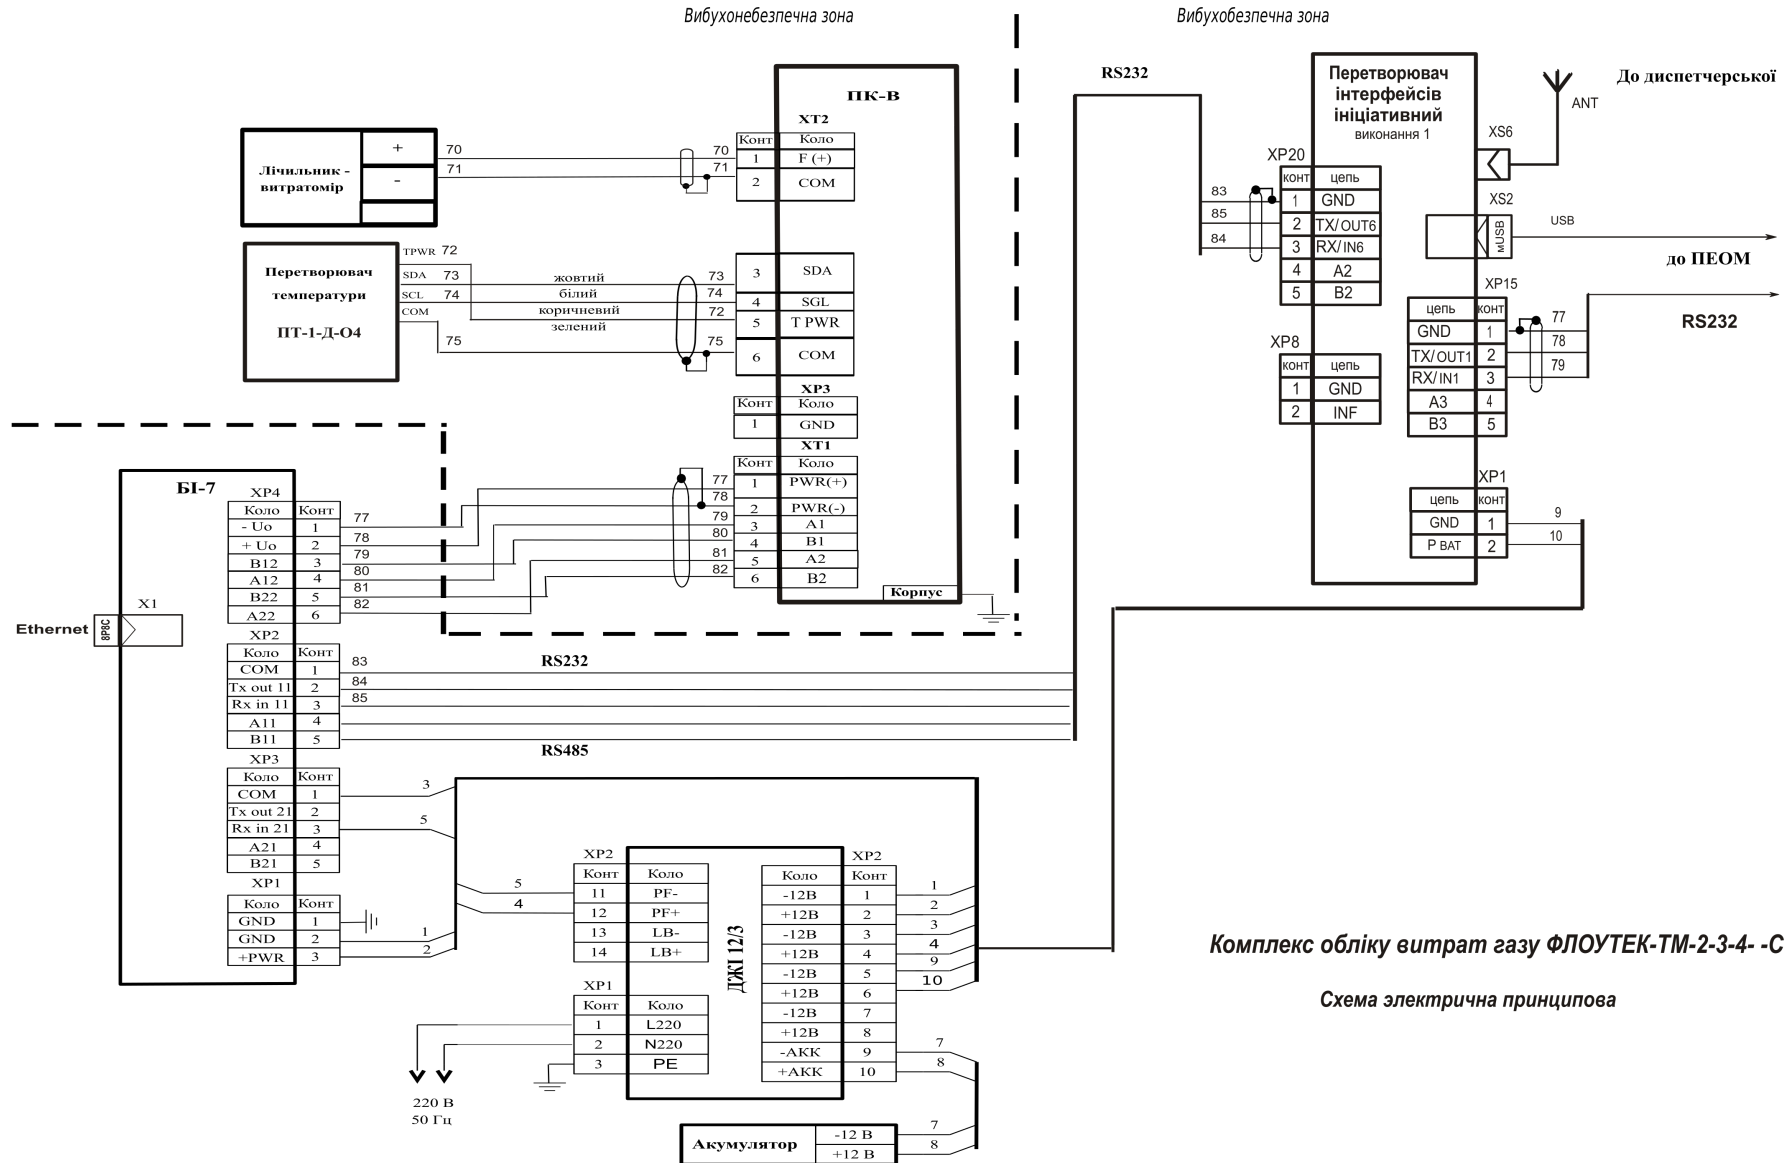 Вибухонебезпечна зона
Вибухобезпечна зона
ПК-В
XT2
Конт Коло
1 F (+)
2 COM
Лічильник -
витратомір
+
-
70
71
70
71
Перетворювач
температури
ПТ-1-Д-О4
TPWR 72
SDA 73
SCL 74
COM
75
жовтий
білий
коричневий
зелений
73
74
72
75
3 SDA
4 SGL
5 T PWR
6 COM
XP3
Конт Коло
1 GND
XT1
Конт Коло
1 PWR(+)
2 PWR(-)
3 A1
4 B1
5 A2
6 B2
77
78
79
80
81
82
Корпус
RS232
Перетворювач
інтерфейсів
ініціативний
виконання 1
ANT
До диспетчерської
XS6
XS2
мUSB
USB
до ПЕОМ
XP20
конт цепь
1 GND
2 TX/OUT6
3 RX/IN6
4 A2
5 B2
83
85
84
XP8
конт цепь
1 GND
2 INF
XP15
цепь конт
GND 1
TX/OUT1 2
RX/IN1 3
A3 4
B3 5
77
78
79
RS232
XP1
цепь конт
GND 1
P BAT 2
9
10
БІ-7
XP4
Коло Конт
- Uo 1
+ Uo 2
B12 3
A12 4
B22 5
A22 6
77
78
79
80
81
82
X1
Ethernet
8P8C
XP2
Коло Конт
COM 1
Tx out 11 2
Rx in 11 3
A11 4
B11 5
83
84
85
RS232
RS485
XP3
Коло Конт
COM 1
Tx out 21 2
Rx in 21 3
A21 4
B21 5
3
5
XP1
Коло Конт
GND 1
GND 2
+PWR 3
1
2
5
4
XP2
Конт Коло
11 PF-
12 PF+
13 LB-
14 LB+
XP1
Конт Коло
1 L220
2 N220
3 PE
220 В
50 Гц
ДЖІ 12/3
XP2
Коло Конт
-12В 1
+12В 2
-12В 3
+12В 4
-12В 5
+12В 6
-12В 7
+12В 8
-АКК 9
+АКК 10
1
2
3
4
9
10
7
8
Акумулятор
-12 В
+12 В
7
8
Комплекс обліку витрат газу ФЛОУТЕК-ТМ-2-3-4- -С
Схема электрична принципова